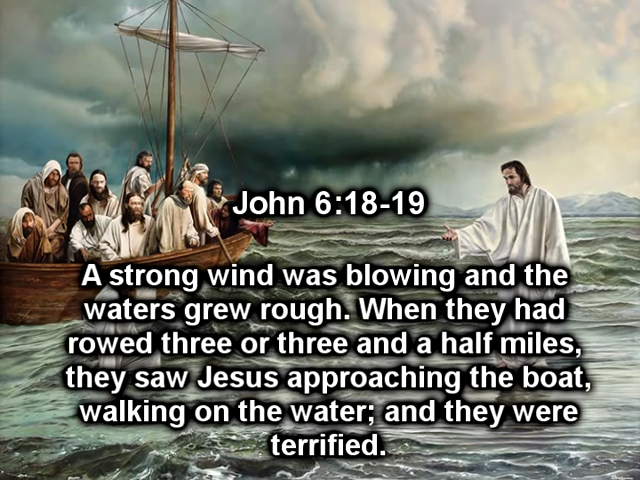 John 6:18-19
A strong wind was blowing and the
waters grew rough. When they had
rowed three or three and a half miles,
they saw Jesus approaching the boat,
walking on the water; and they were
terrified.